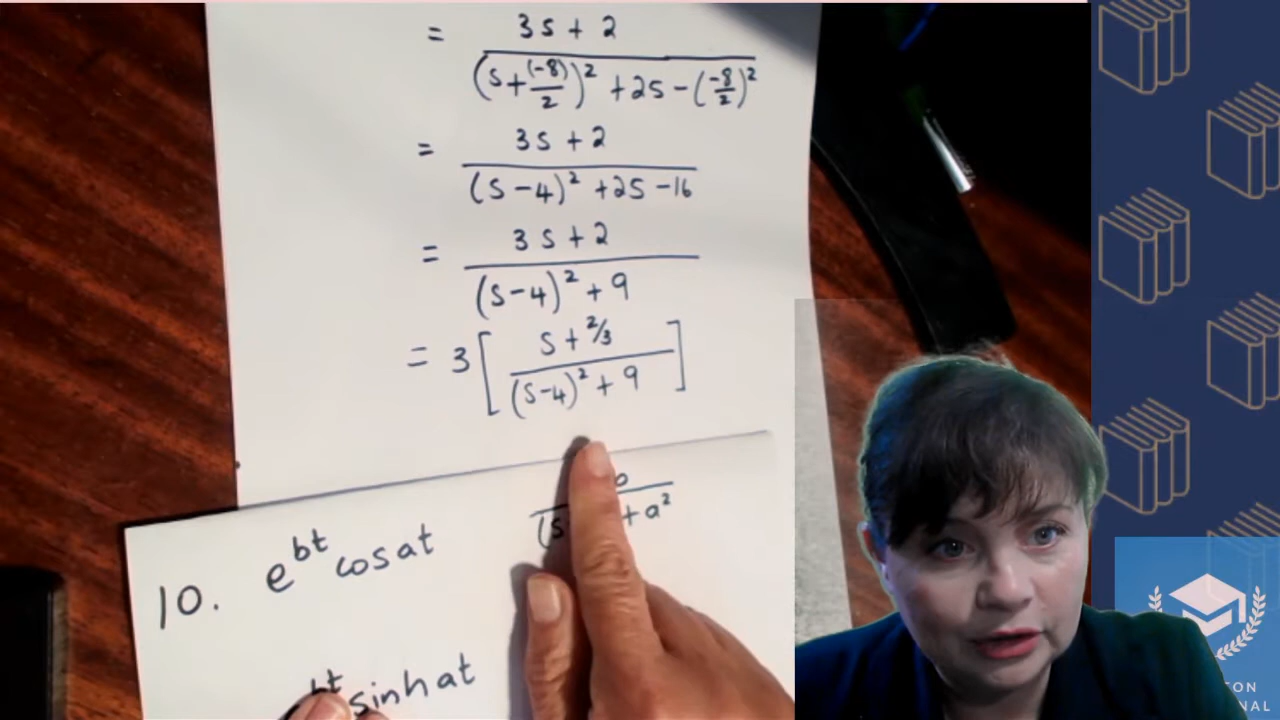 = 3s + 2 / (s + (-8)/2)² + 25 - (-8/2)²
= 3s + 2 / (s - 4)² + 25 - 16
= 3s + 2 / (s - 4)² + 9
= 3 [ s + 2/3 / (s - 4)² + 9 ]
10. e^bt cos at
+ a²
bt sinh at